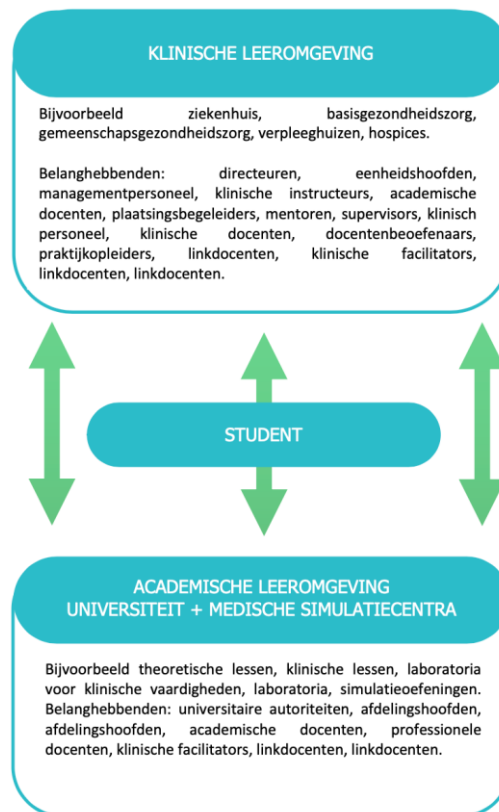 KLINISCHE LEEROMGEVING
Bijvoorbeeld ziekenhuis, basisgezondheidszorg,
gemeenschapsgezondheidszorg, verpleeghuizen, hospices.
Belanghebbenden: directeuren, eenheidshoofden,
managementpersoneel, klinische instructeurs, academische
docenten, plaatsingsbegeleiders, mentoren, supervisors, klinisch
personeel, klinische docenten, docentenbeoefenaars,
praktijkopleiders, linkdocenten, klinische facilitators,
linkdocenten, linkdocenten.
STUDENT
ACADEMISCHE LEEROMGEVING
UNIVERSITEIT + MEDISCHE SIMULATIECENTRA
Bijvoorbeeld theoretische lessen, klinische lessen, laboratoria
voor klinische vaardigheden, laboratoria, simulatieoefeningen.
Belanghebbenden: universitaire autoriteiten, afdelingshoofden,
afdelingshoofden, academische docenten, professionele
docenten, klinische facilitators, linkdocenten, linkdocenten.